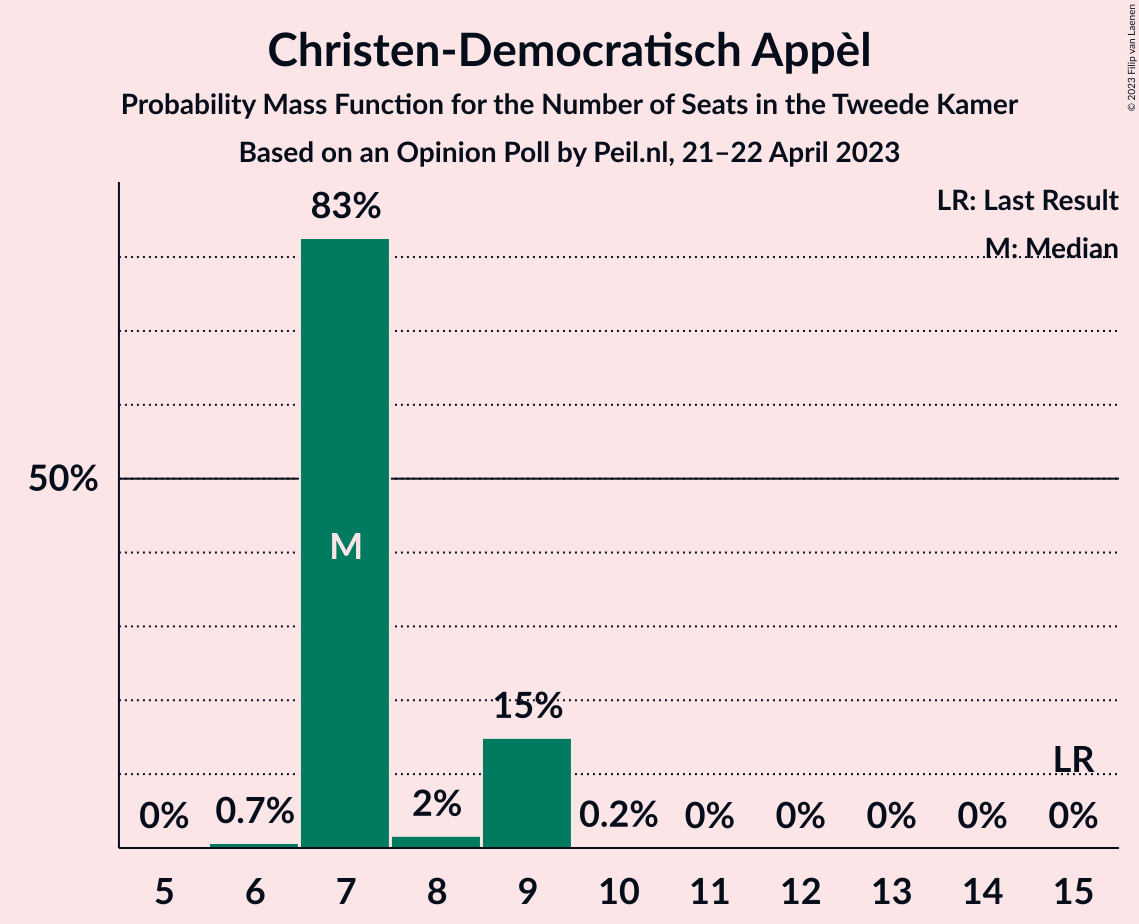 Christen-Democratisch Appèl
Probability Mass Function for the Number of Seats in the Tweede Kamer
Based on an Opinion Poll by Peil.nl, 21–22 April 2023
© 2023 Filip van Laenen
LR: Last Result
M: Median
83%
50%
M
15%
LR
0% 0.7% 2% 0.2% 0% 0% 0% 0% 0%
5 6 7 8 9 10 11 12 13 14 15